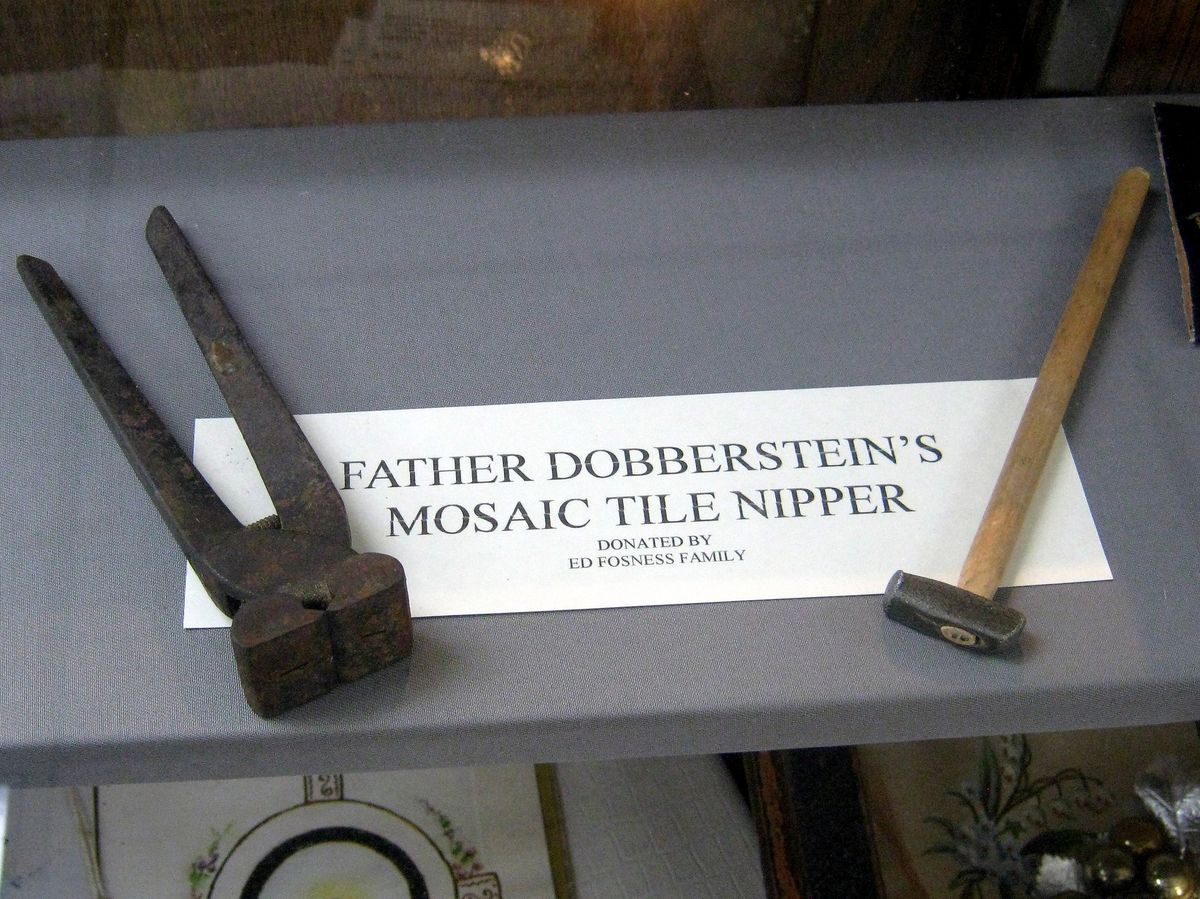 FATHER DOBBERSTEIN'S
MOSAIC TILE NIPPER
DONATED BY
ED FOSNESS FAMILY